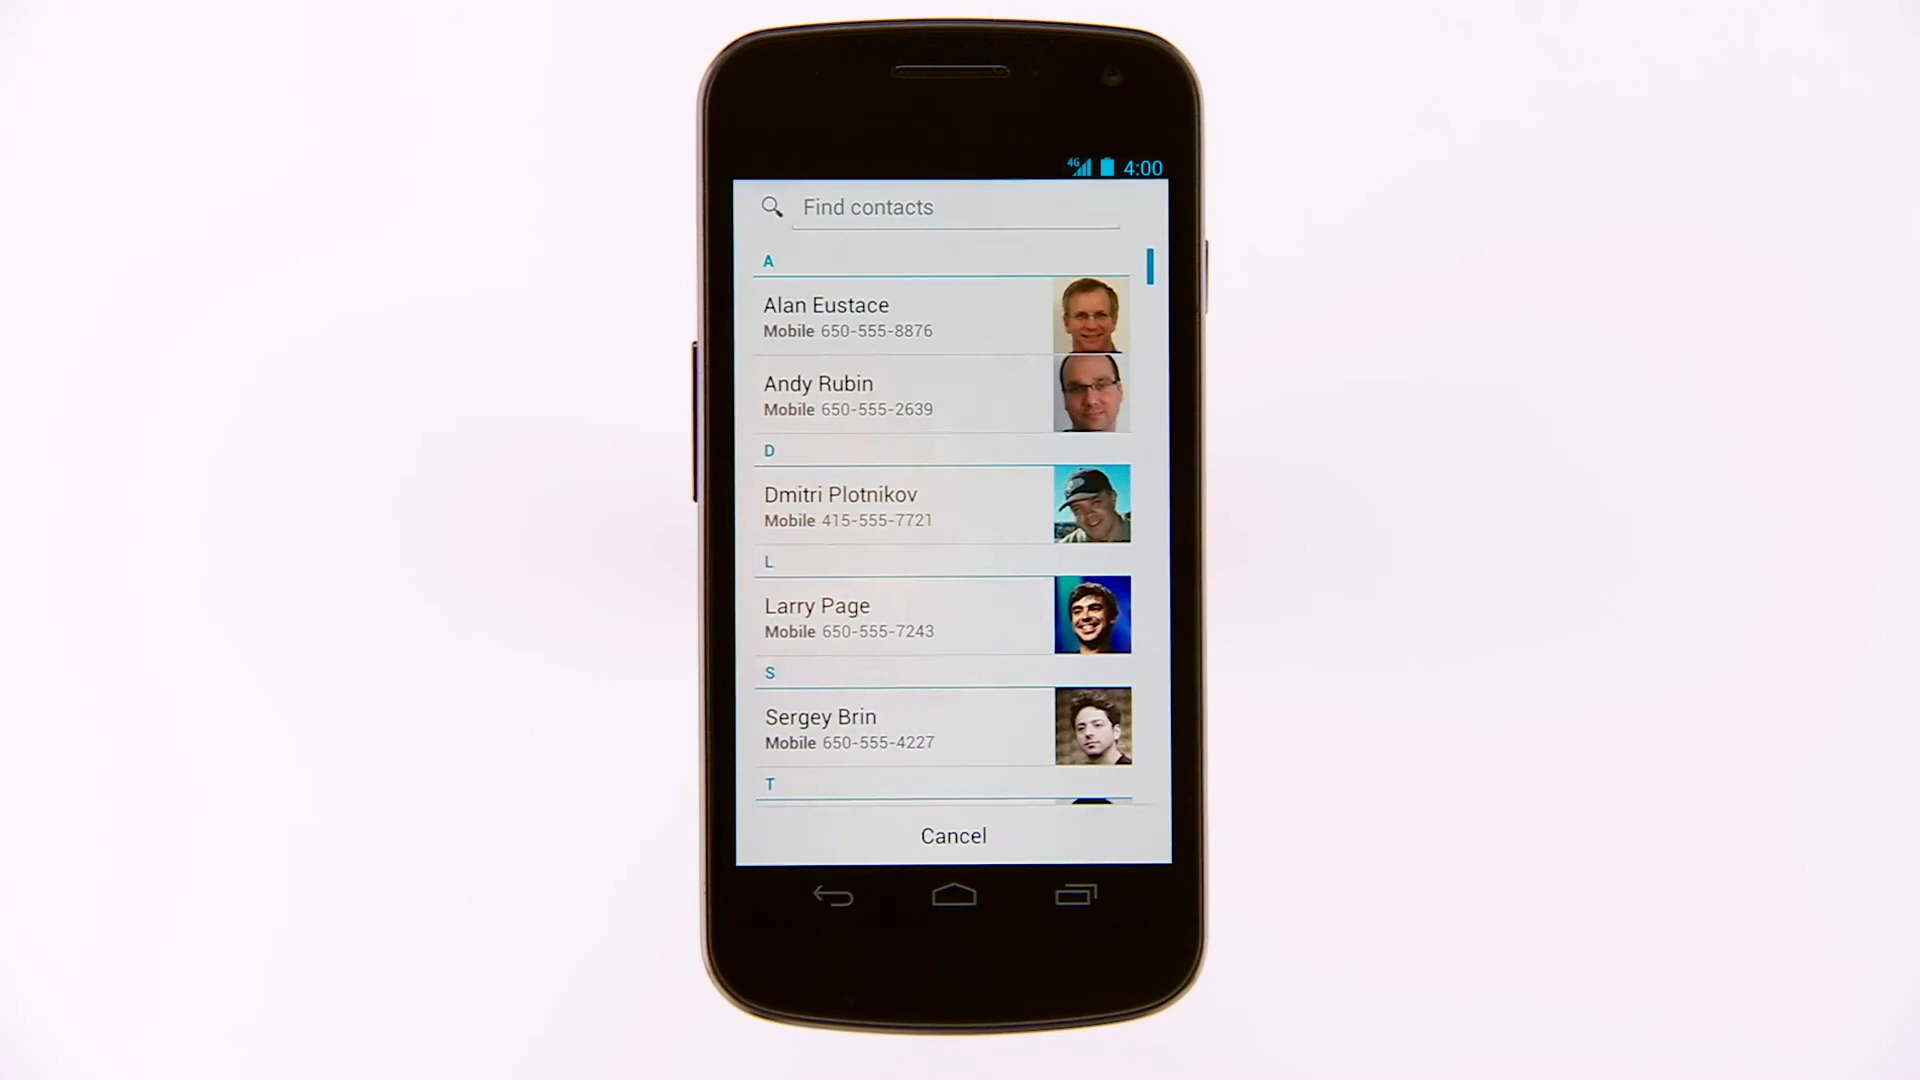 4G 4:00
Find contacts
A
Alan Eustace
Mobile 650-555-8876
Andy Rubin
Mobile 650-555-2639
D
Dmitri Plotnikov
Mobile 415-555-7721
L
Larry Page
Mobile 650-555-7243
S
Sergey Brin
Mobile 650-555-4227
T
Cancel